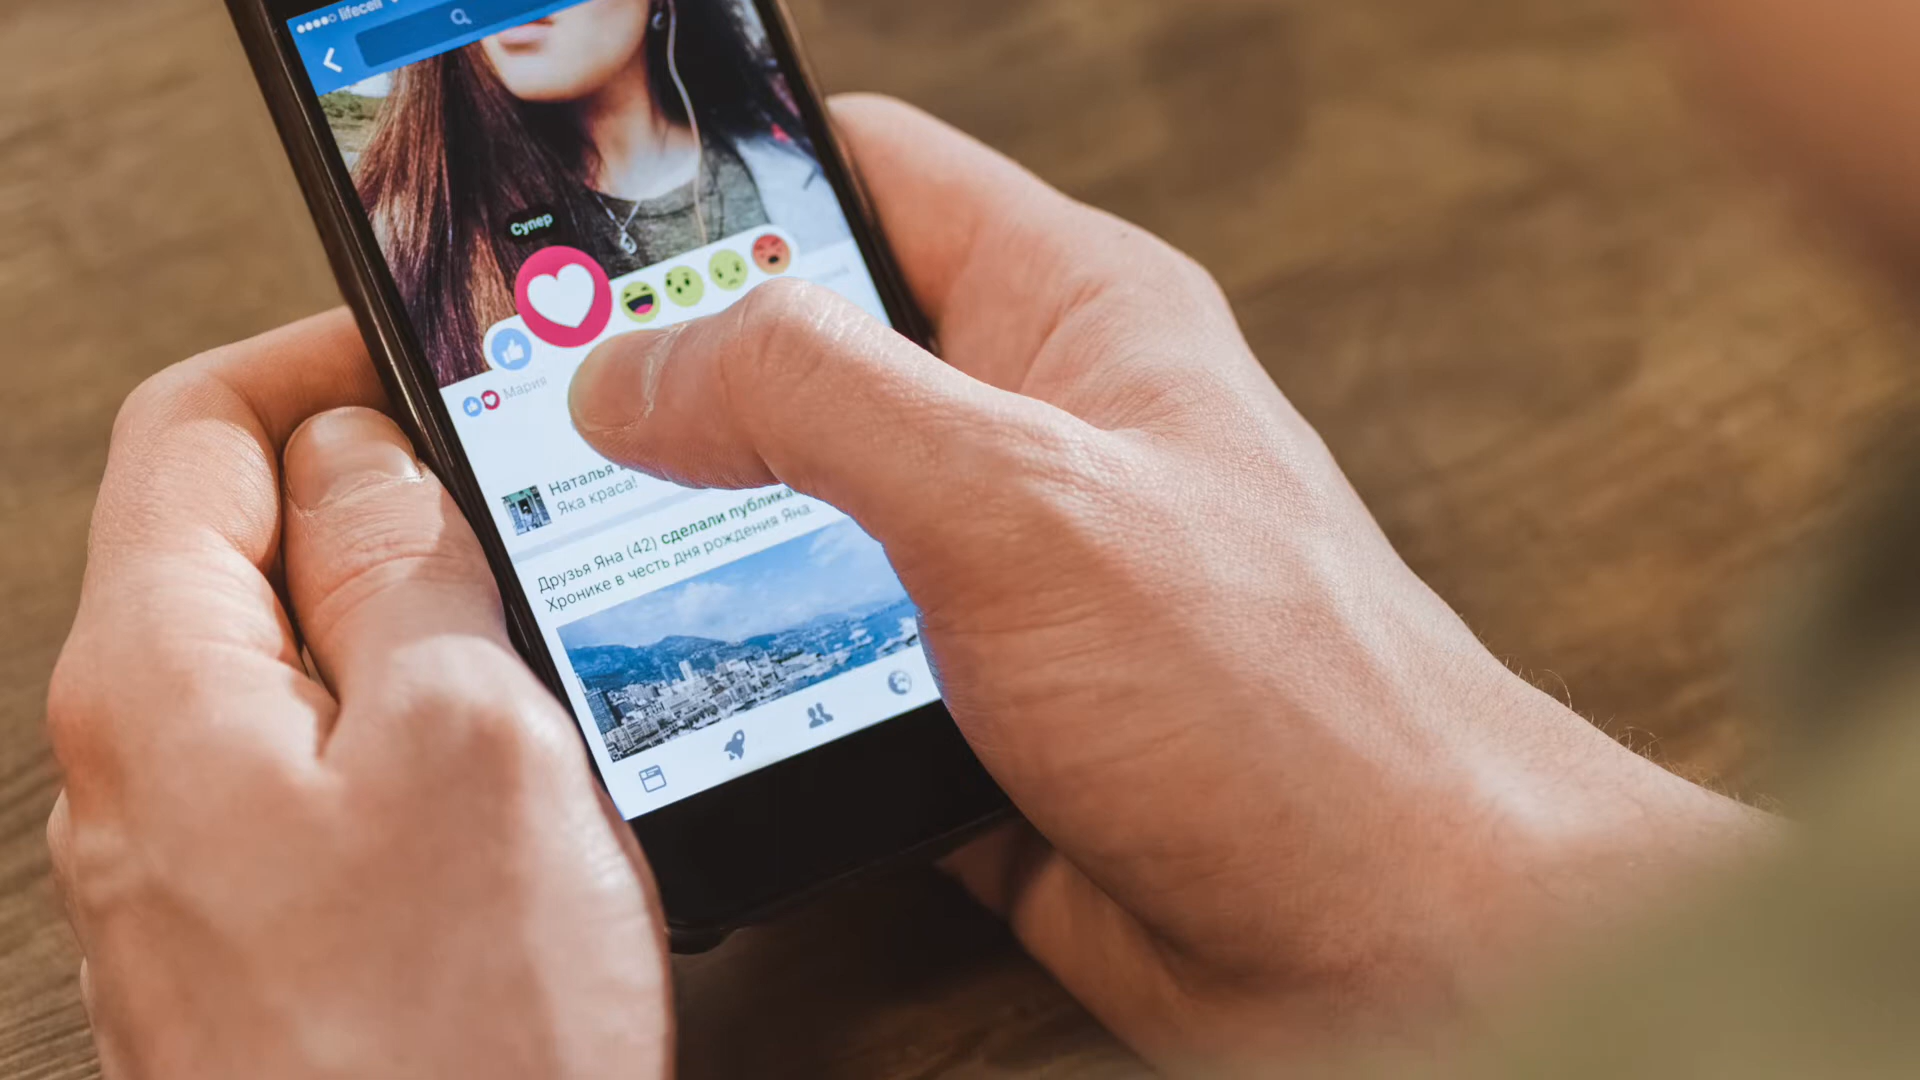 lifecell
Супер
Мария
Наталья
Яка краса!
Друзья Яна (42) сделали публика
Хронике в честь дня рождения Яна...